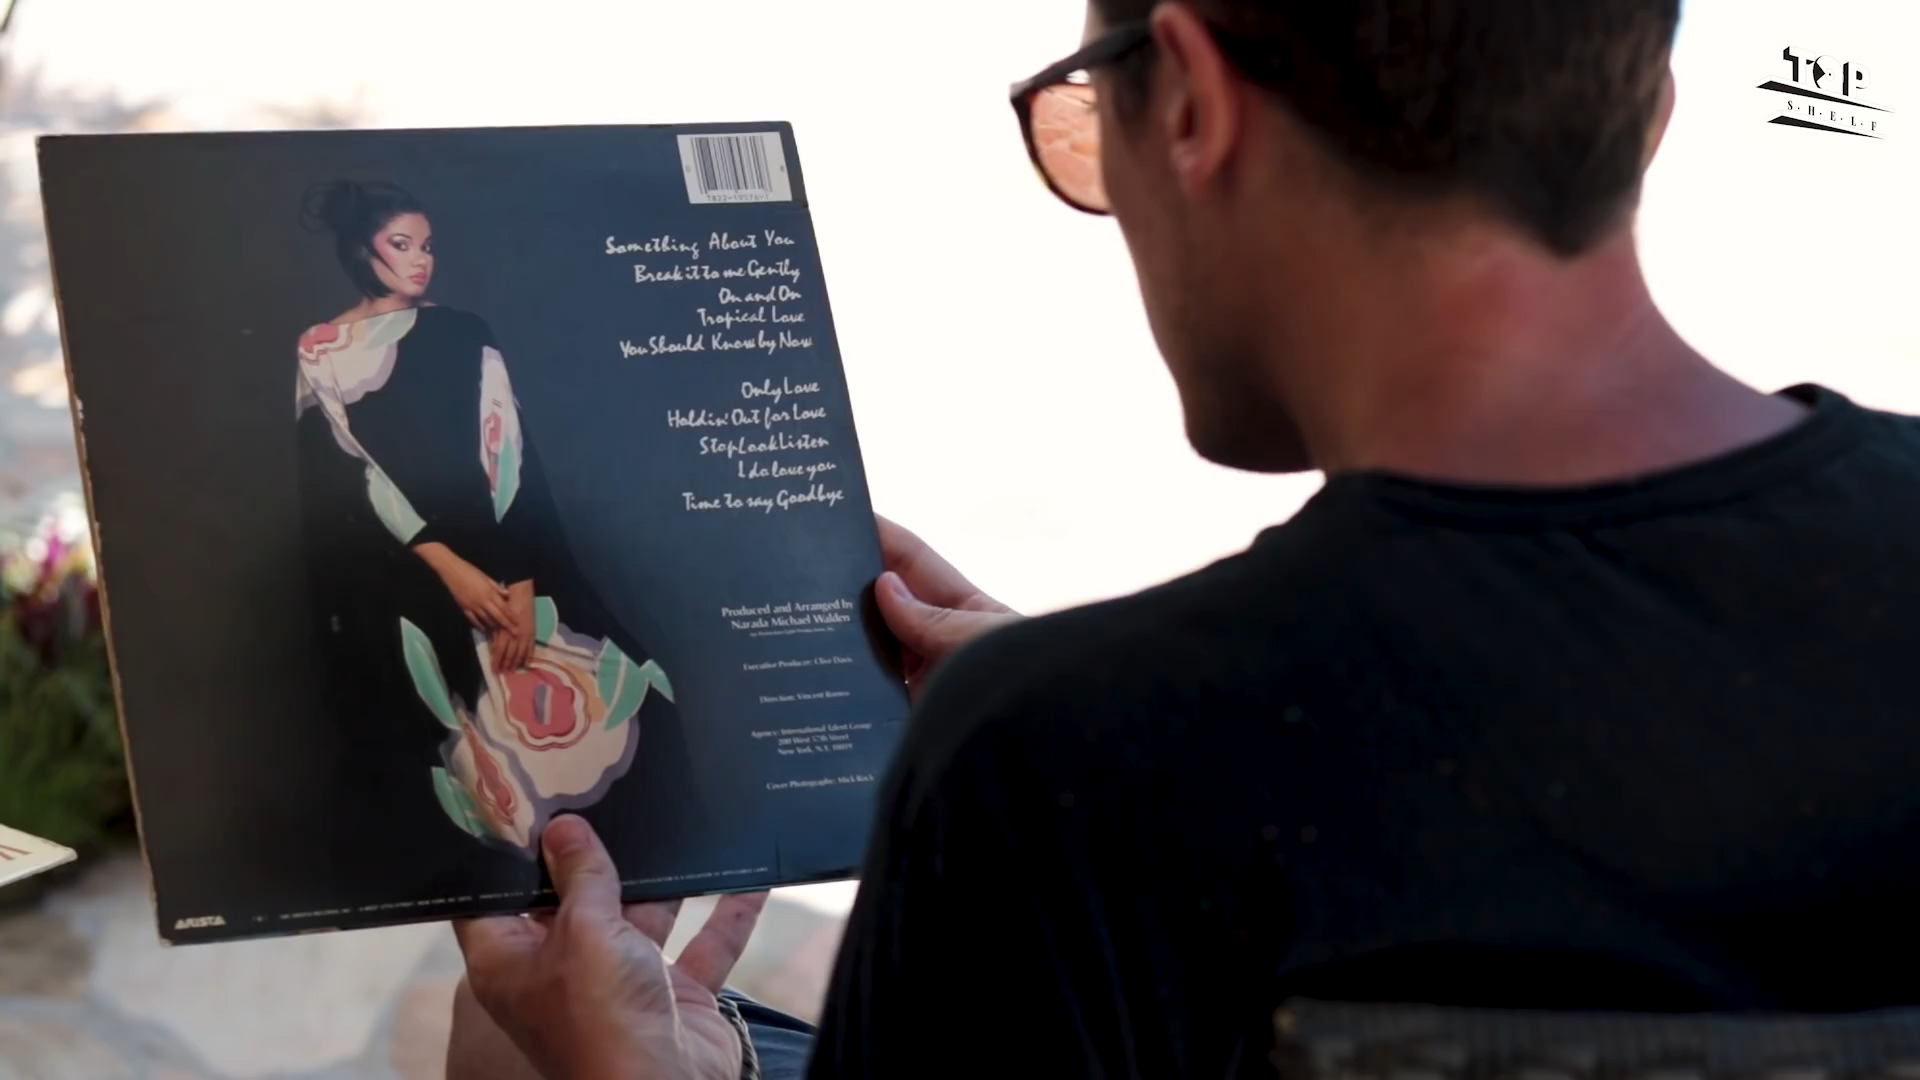 TOP
S·H·E·L·F
Something About You
Break it to me Gently
On and On
Tropical Love
You Should Know by Now
Only Love
Holdin' Out for Love
Stop Look Listen
I do love you
Time to say Goodbye
Produced and Arranged by
Narada Michael Walden
Executive Producer: Clive Davis
Direction: Vincent Romeo
Agency: International Talent Group
200 West 57th Street
New York, N.Y. 10019
Cover Photography: Mick Rock
ARISTA